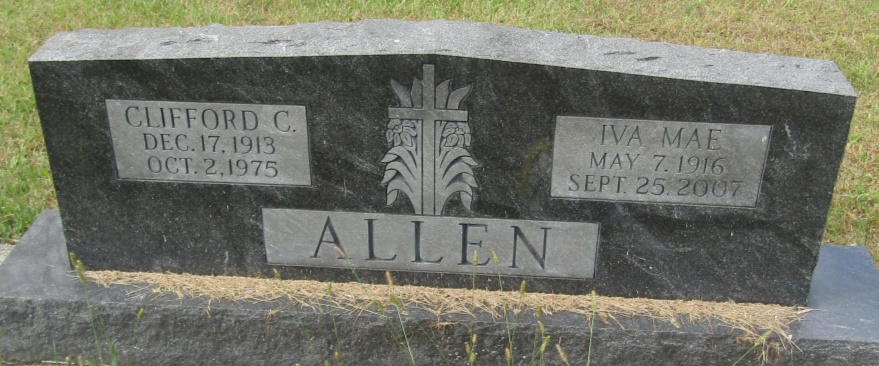 CLIFFORD C.
DEC. 17, 1913
OCT. 2, 1975
IVA MAE
MAY 7, 1916
SEPT. 25, 2007
ALLEN